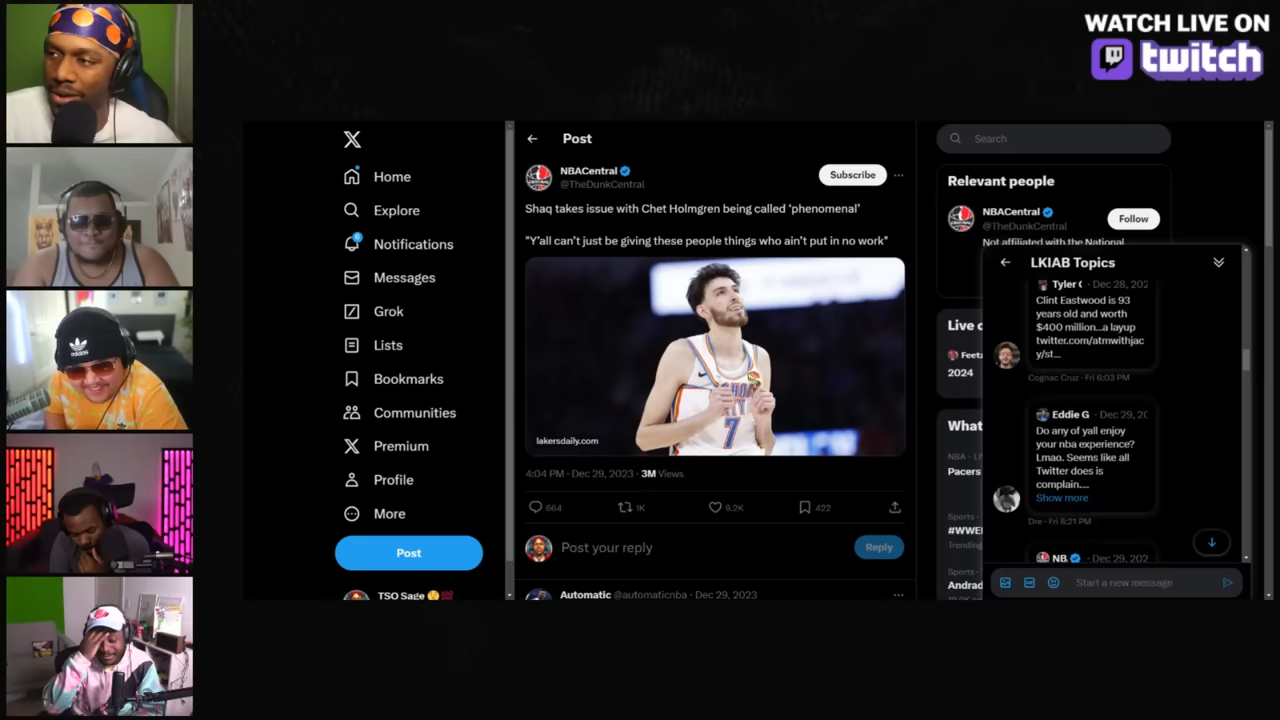 WATCH LIVE ON
twitch
X
Home
Explore
Notifications
Messages
Grok
Lists
Bookmarks
Communities
Premium
Profile
More
Post
TSO Sage
Post
NBACentral
@TheDunkCentral
Subscribe
Shaq takes issue with Chet Holmgren being called ‘phenomenal’
"Y'all can't just be giving these people things who ain't put in no work"
7
lakersdaily.com
4:04 PM · Dec 29, 2023 · 3M Views
664
1K
9.2K
422
Post your reply
Reply
Automatic @automaticnba · Dec 29, 2023
Search
Relevant people
NBACentral
@TheDunkCentral
Follow
Not affiliated with the National
Live
Feetz
2024
What
NBA · LI
Pacers
Sports ·
#WWE
Trending
Sports ·
Andrad
LKIAB Topics
Tyler · Dec 28, 202
Clint Eastwood is 93
years old and worth
$400 million...a layup
twitter.com/atmwithjac
y/st...
Cognac Cruz · Fri 6:03 PM
Eddie G · Dec 29, 20
Do any of yall enjoy
your nba experience?
Lmao. Seems like all
Twitter does is
complain....
Show more
Dre · Fri 8:21 PM
NB · Dec 29, 202
Start a new message
adidas